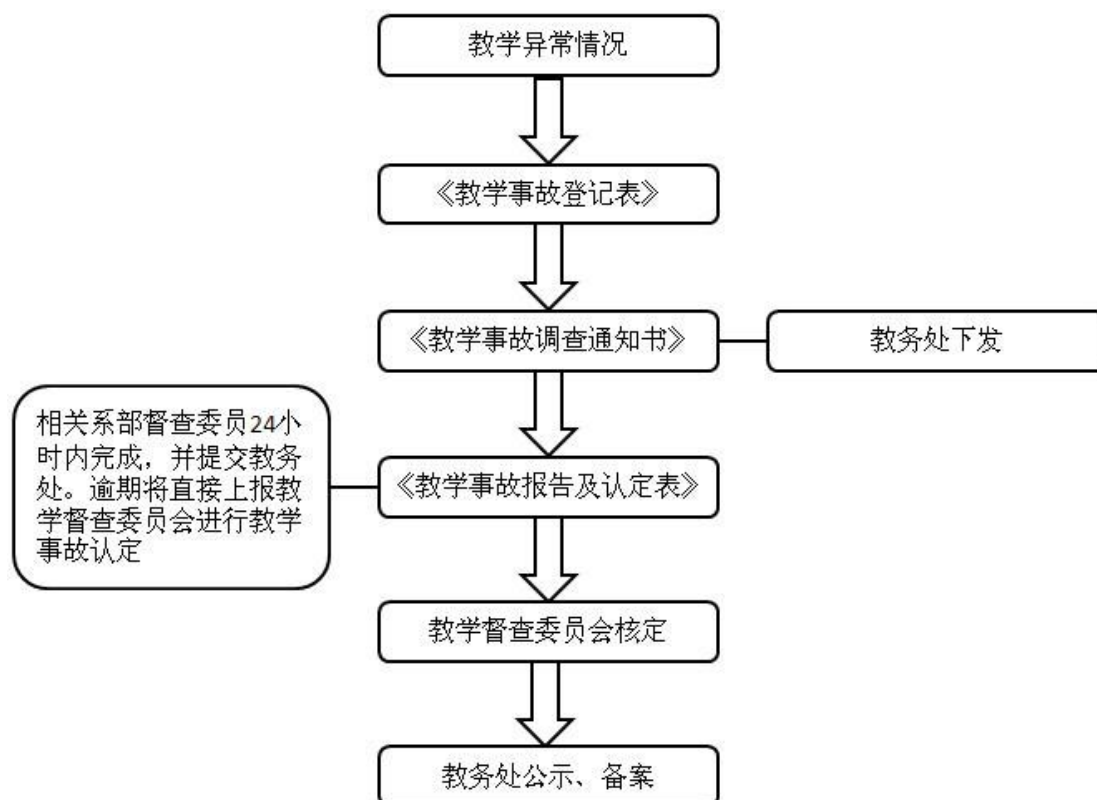 教学异常情况
《教学事故登记表》
《教学事故调查通知书》
教务处下发
相关系部督查委员24小
时内完成，并提交教务
处。逾期将直接上报教
学督查委员会进行教学
事故认定
《教学事故报告及认定表》
教学督查委员会核定
教务处公示、备案